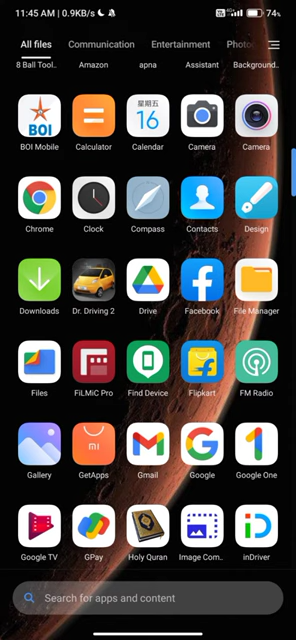 11:45 AM | 0.9KB/s
4G
74%
All files Communication Entertainment Photo
8 Ball Tool.. Amazon apna Assistant Background..
BOI
星期五
16
BOI Mobile Calculator Calendar Camera Camera
Chrome Clock Compass Contacts Design
Downloads Dr. Driving 2 Drive Facebook File Manager
Files FiLMiC Pro Find Device Flipkart FM Radio
mi
Gallery GetApps Gmail Google Google One
Google TV GPay Holy Quran Image Com.. inDriver
Search for apps and content